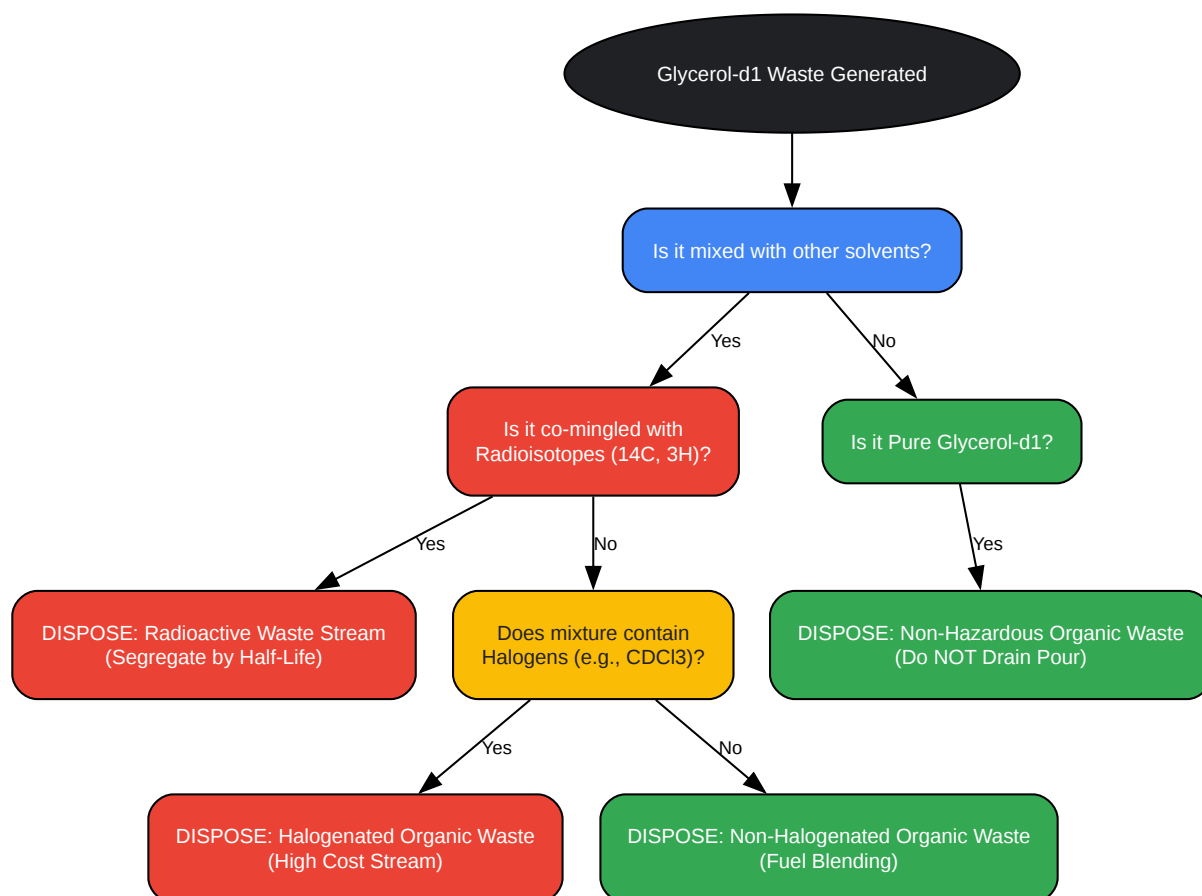 Glycerol-d1 Waste Generated
Is it mixed with other solvents?
Yes
No
Is it co-mingled with
Radioisotopes (14C, 3H)?
Is it Pure Glycerol-d1?
Yes
No
Yes
DISPOSE: Radioactive Waste Stream
(Segregate by Half-Life)
Does mixture contain
Halogens (e.g., CDCl3)?
DISPOSE: Non-Hazardous Organic Waste
(Do NOT Drain Pour)
Yes
No
DISPOSE: Halogenated Organic Waste
(High Cost Stream)
DISPOSE: Non-Halogenated Organic Waste
(Fuel Blending)